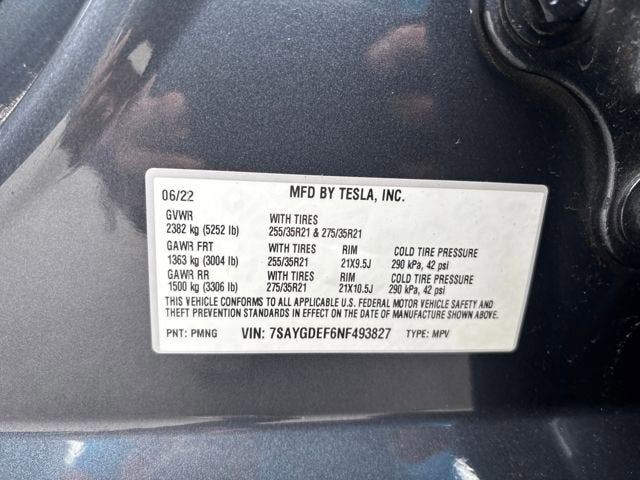 06/22 MFD BY TESLA, INC.
GVWR WITH TIRES
2382 kg (5252 lb) 255/35R21 & 275/35R21
GAWR FRT WITH TIRES RIM COLD TIRE PRESSURE
1363 kg (3004 lb) 255/35R21 21X9.5J 290 kPa, 42 psi
GAWR RR WITH TIRES RIM COLD TIRE PRESSURE
1500 kg (3306 lb) 275/35R21 21X10.5J 290 kPa, 42 psi
THIS VEHICLE CONFORMS TO ALL APPLICABLE U.S. FEDERAL MOTOR VEHICLE SAFETY AND
THEFT PREVENTION STANDARDS IN EFFECT ON THE DATE OF MANUFACTURE SHOWN ABOVE.
PNT: PMNG VIN: 7SAYGDEF6NF493827 TYPE: MPV